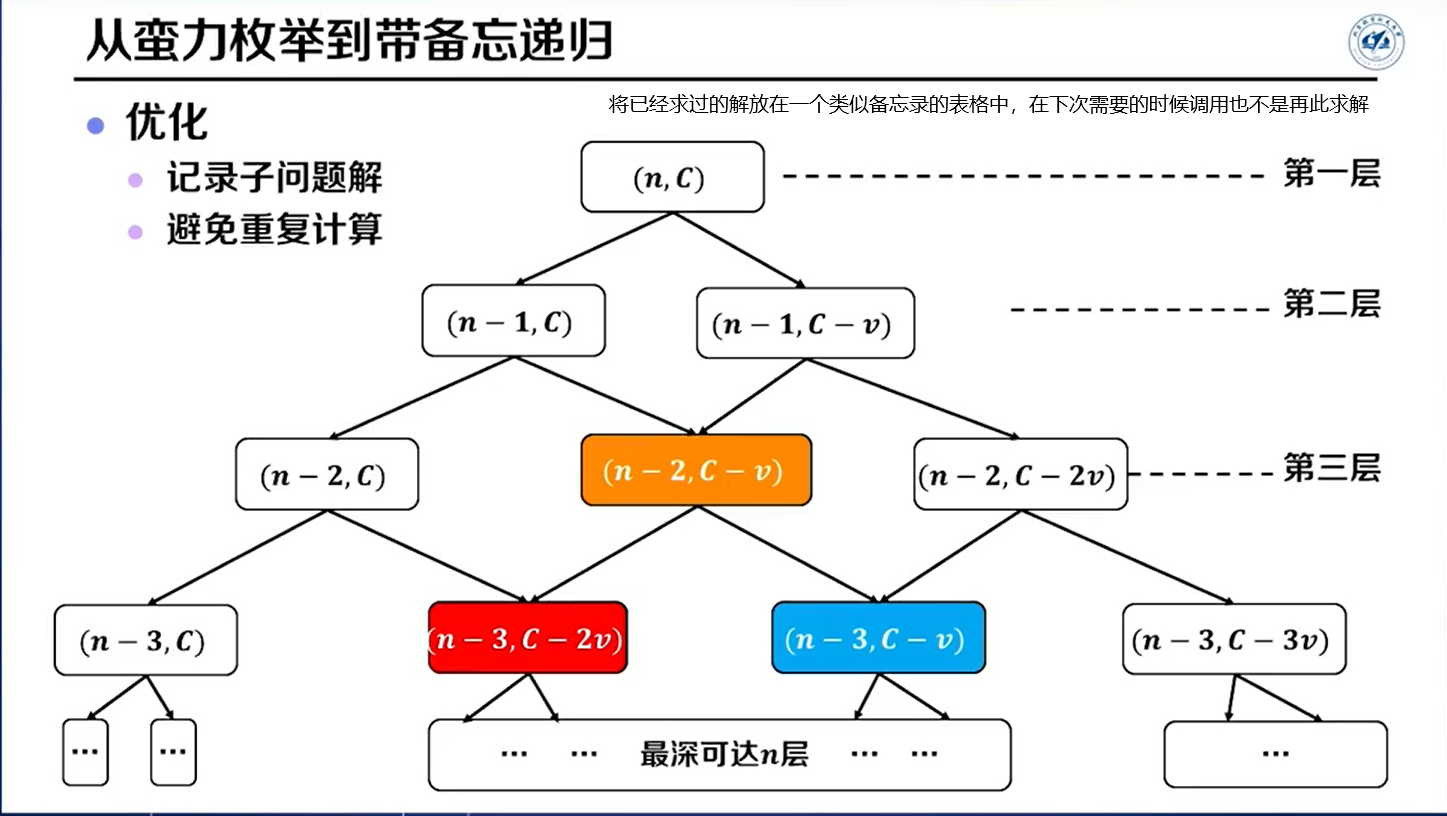 从蛮力枚举到带备忘递归
将已经求过的解放在一个类似备忘录的表格中，在下次需要的时候调用也不是再此求解
优化
记录子问题解
避免重复计算
(n, C)
第一层
(n − 1, C)
(n − 1, C − v)
第二层
(n − 2, C)
(n − 2, C − v)
(n − 2, C − 2v)
第三层
(n − 3, C)
(n − 3, C − 2v)
(n − 3, C − v)
(n − 3, C − 3v)
...
...
... ... 最深可达n层 ... ...
...